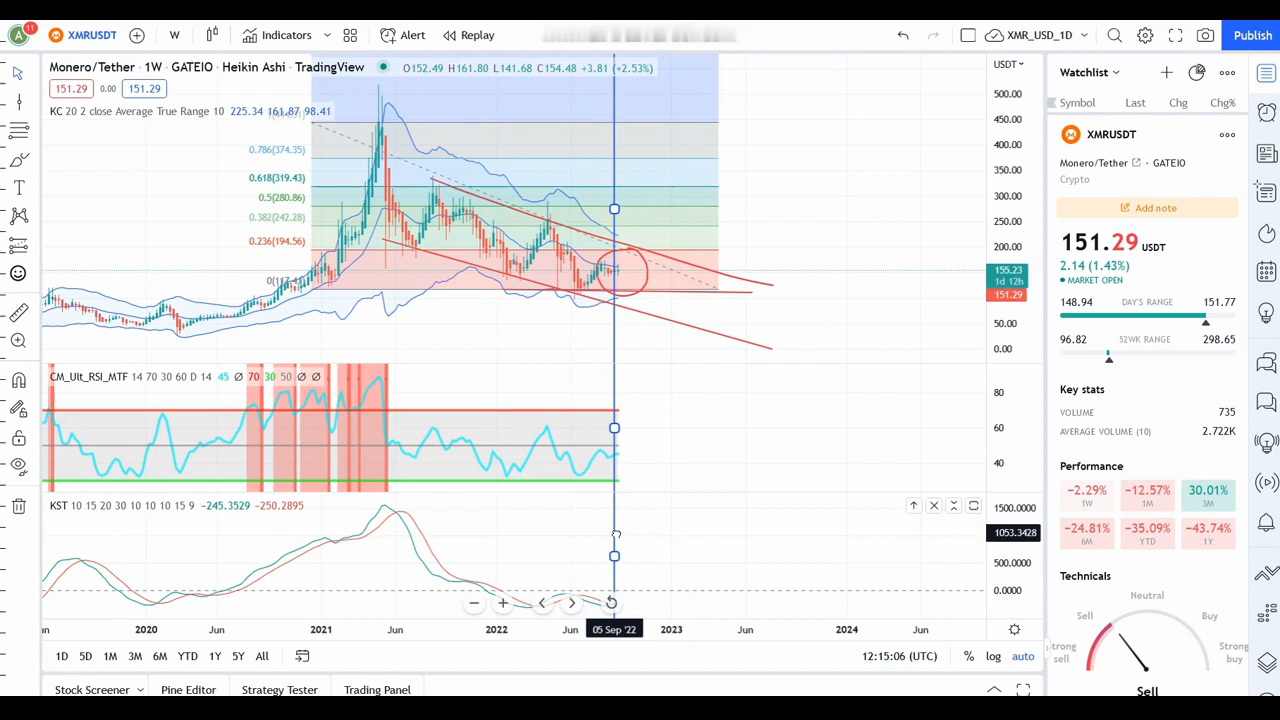 A 11 XMRUSDT W Indicators Alert Replay XMR_USD_1D Publish
Monero/Tether · 1W · GATEIO · Heikin Ashi · TradingView O152.49 H161.80 L141.68 C154.48 +3.81 (+2.53%)
151.29 0.00 151.29
KC 20 2 close Average True Range 10 225.34 161.87 98.41
0.786(374.35)
0.618(319.43)
0.5(280.86)
0.382(242.28)
0.236(194.56)
USDT
500.00
450.00
400.00
350.00
300.00
250.00
200.00
155.23
1d 12h
151.29
50.00
0.00
CM_Ult_RSI_MTF 14 70 30 60 D 14 45 Ø 70 30 50 Ø Ø
80
60
40
KST 10 15 20 30 10 10 10 15 9 −245.3529 −250.2895
1500.0000
1053.3428
500.0000
0.0000
2020 Jun 2021 Jun 2022 Jun 05 Sep '22 2023 Jun 2024 Jun
1D 5D 1M 3M 6M YTD 1Y 5Y All 12:15:06 (UTC) % log auto
Stock Screener Pine Editor Strategy Tester Trading Panel
Watchlist
Symbol Last Chg Chg%
XMRUSDT
Monero/Tether · GATEIO
Crypto
Add note
151.29 USDT
2.14 (1.43%)
MARKET OPEN
148.94 DAY'S RANGE 151.77
96.82 52WK RANGE 298.65
Key stats
VOLUME 735
AVERAGE VOLUME (10) 2.722K
Performance
−2.29% −12.57% 30.01%
1W 1M 3M
−24.81% −35.09% −43.74%
6M YTD 1Y
Technicals
Neutral
Sell Buy
Strong buy
Sell